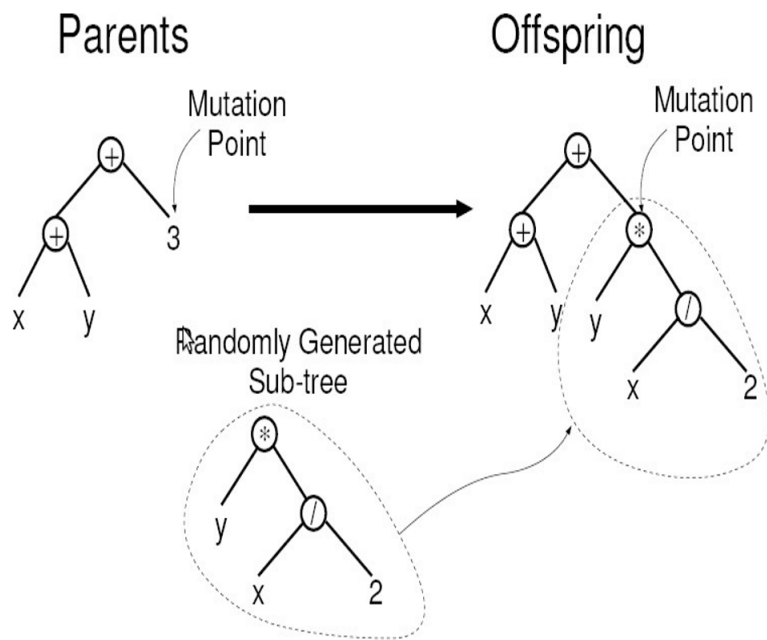 Parents
Offspring
Mutation
Point
+
+
3
x
y
Mutation
Point
+
+
*
x
y
y
/
x
2
Randomly Generated
Sub-tree
*
y
/
x
2